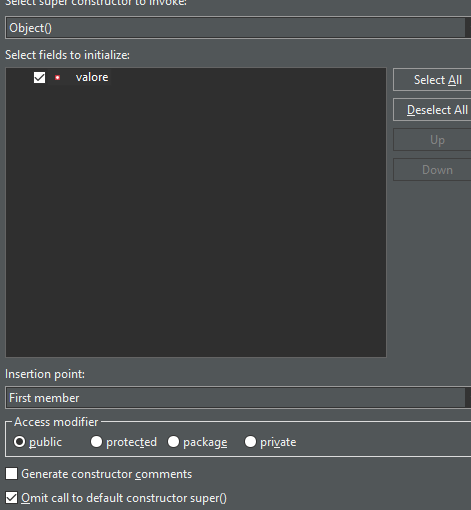 Select super constructor to invoke:
Object()
Select fields to initialize:
valore
Select All
Deselect All
Up
Down
Insertion point:
First member
Access modifier
public protected package private
Generate constructor comments
Omit call to default constructor super()